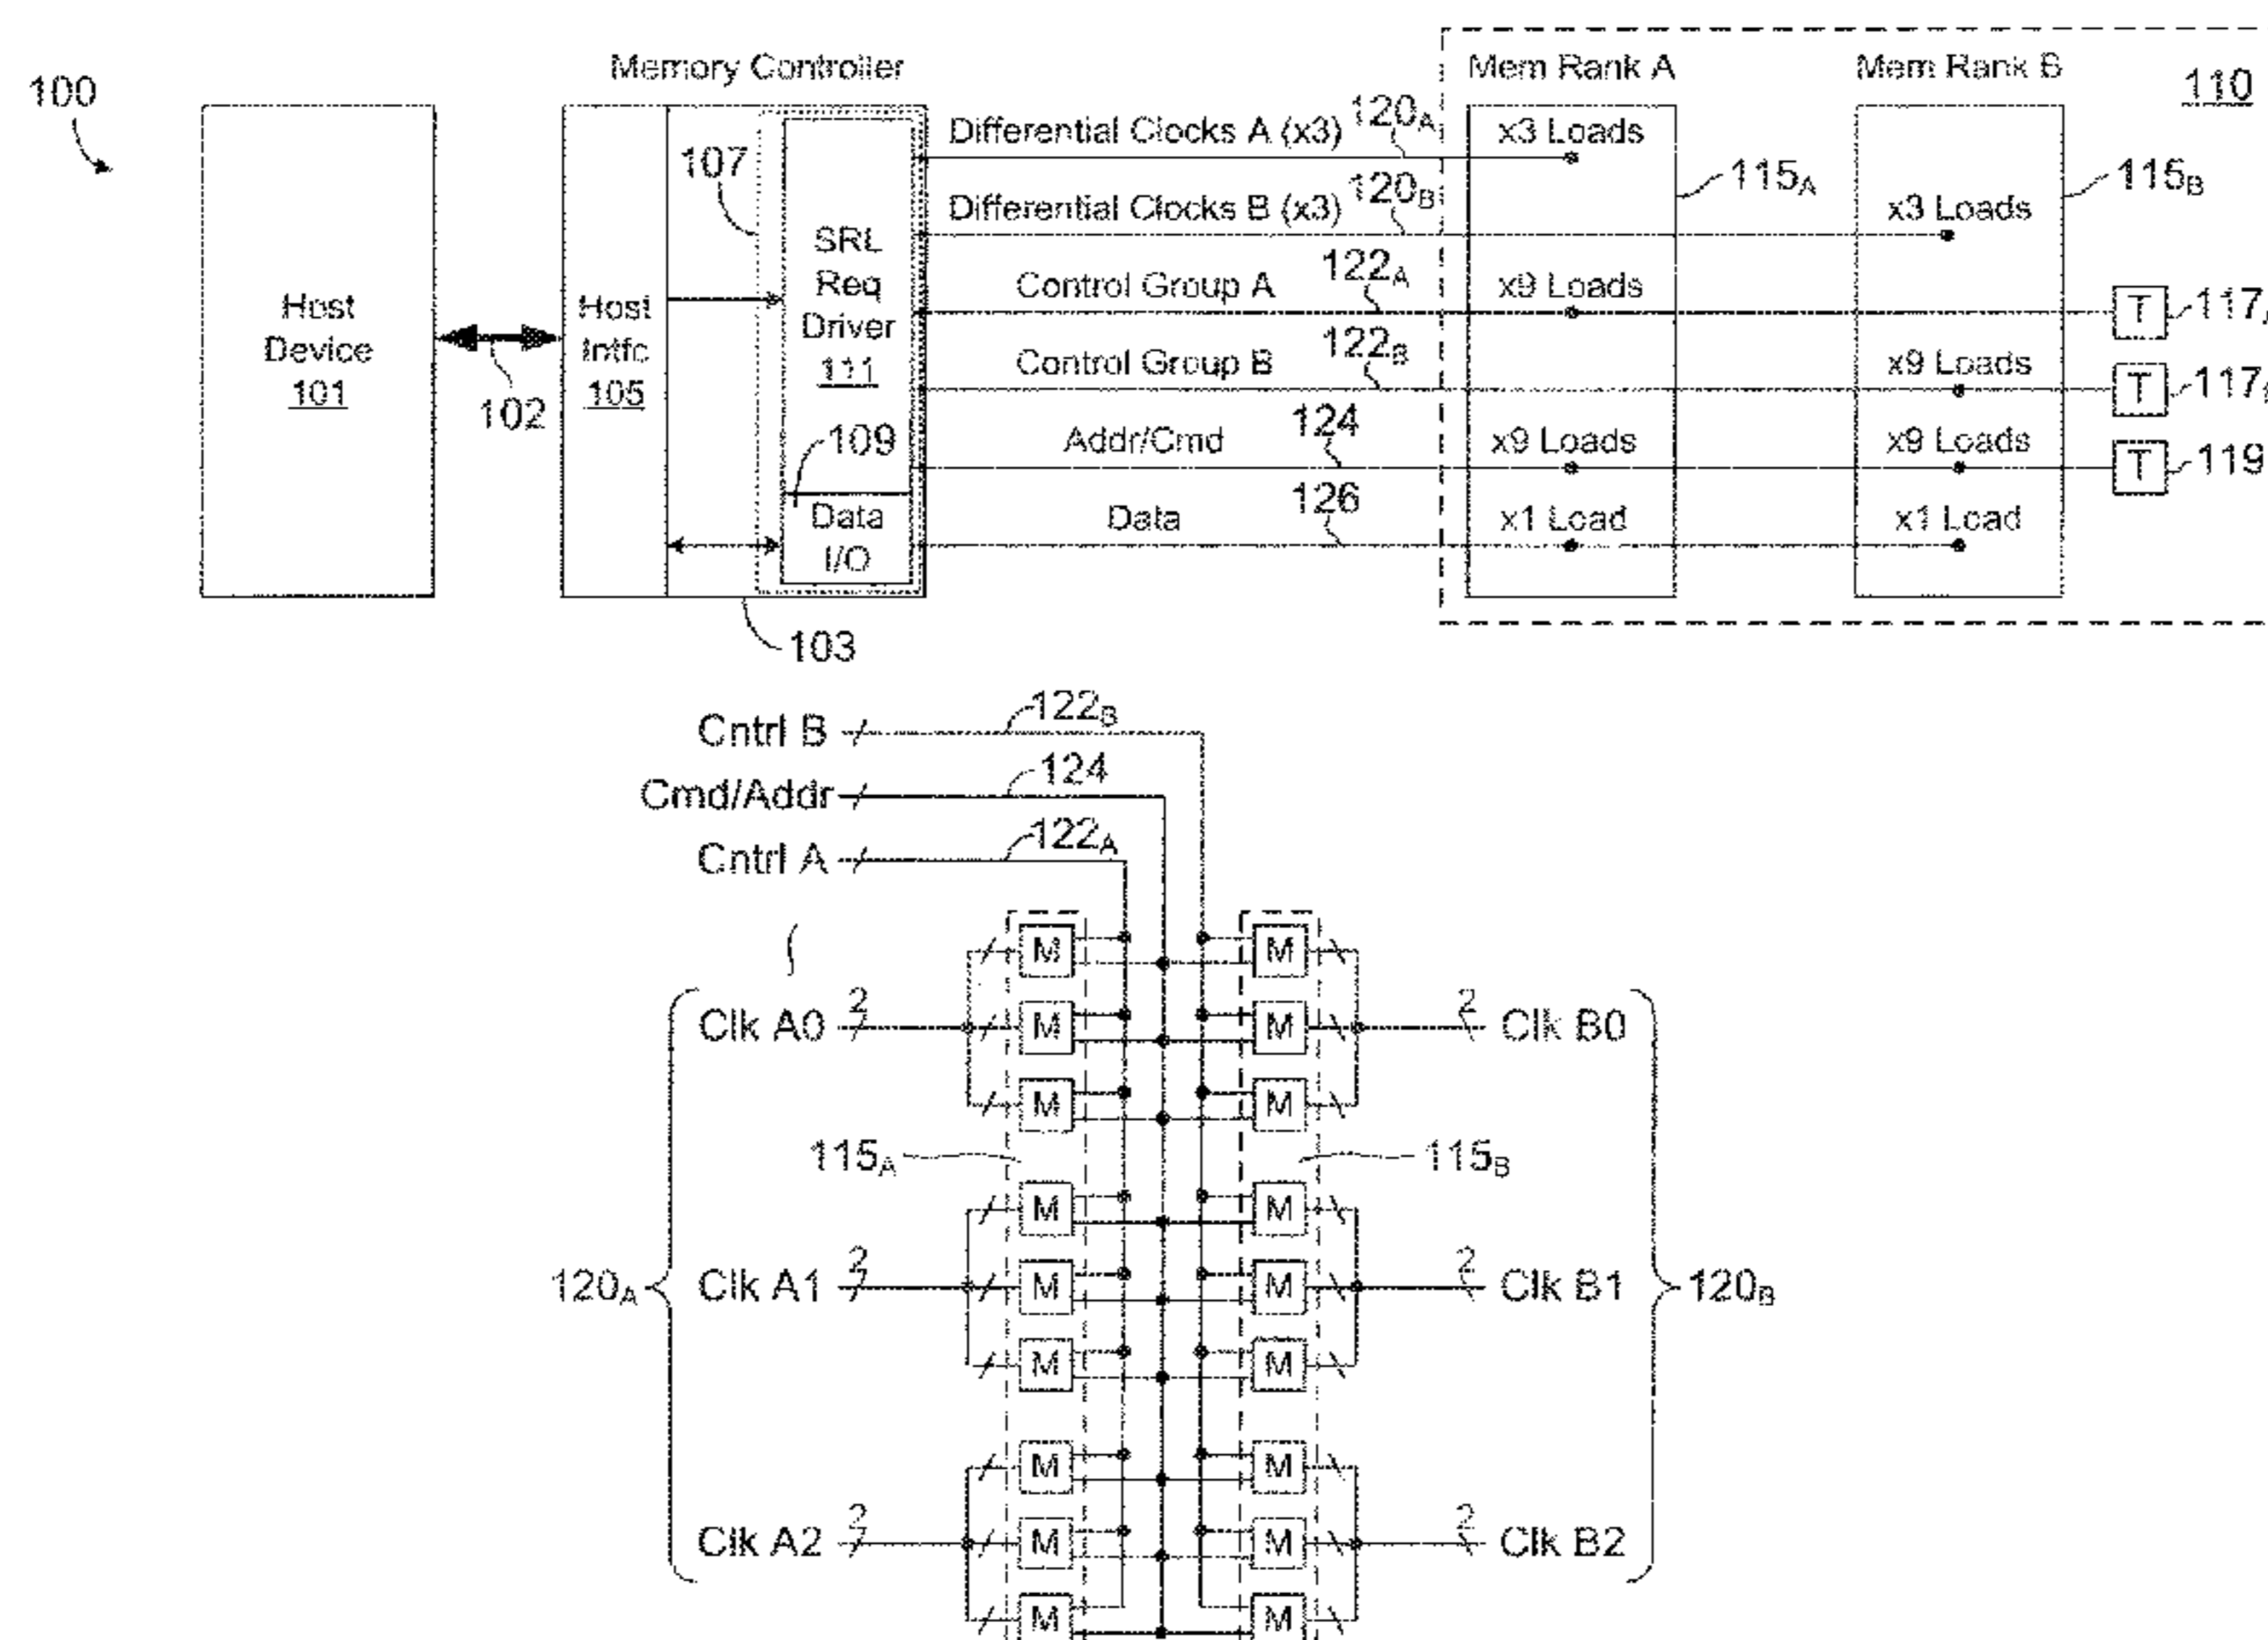 Memory Controller
Mem Rank A
Mem Rank B
110
100
Differential Clocks A (x3)
120A
x3 Loads
107
115A
115B
Differential Clocks B (x3)
120B
x3 Loads
SRL
Req
Driver
111
Control Group A
122A
x9 Loads
T
117
Host
Device
101
102
Host
Intfc
105
Control Group B
122B
x9 Loads
T
117
109
Addr/Cmd
124
x9 Loads
x9 Loads
T
119
Data
I/O
Data
126
x1 Load
x1 Load
103
Cntrl B
122B
Cmd/Addr
124
Cntrl A
122A
M
M
Clk A0
2
M
M
2
Clk B0
M
M
115A
115B
M
M
120A
Clk A1
2
M
M
2
Clk B1
120B
M
M
M
M
Clk A2
2
M
M
2
Clk B2
M
M